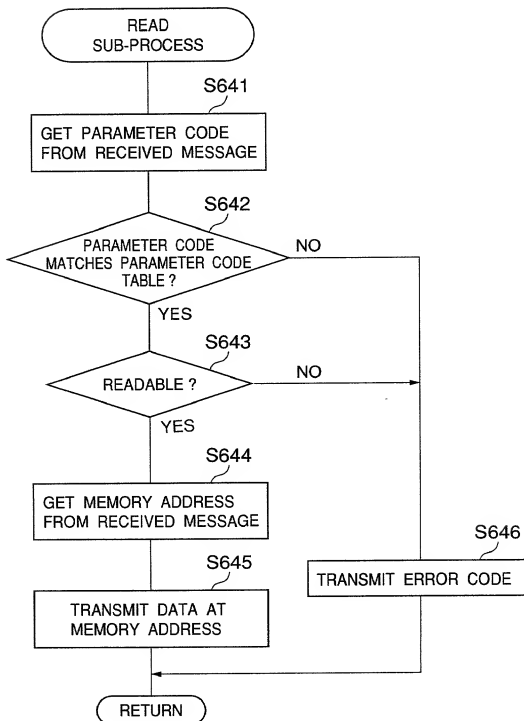 READ
SUB-PROCESS
S641
GET PARAMETER CODE
FROM RECEIVED MESSAGE
S642
PARAMETER CODE
MATCHES PARAMETER CODE
TABLE ?
NO
YES
S643
READABLE ?
NO
YES
S644
GET MEMORY ADDRESS
FROM RECEIVED MESSAGE
S645
TRANSMIT DATA AT
MEMORY ADDRESS
S646
TRANSMIT ERROR CODE
RETURN